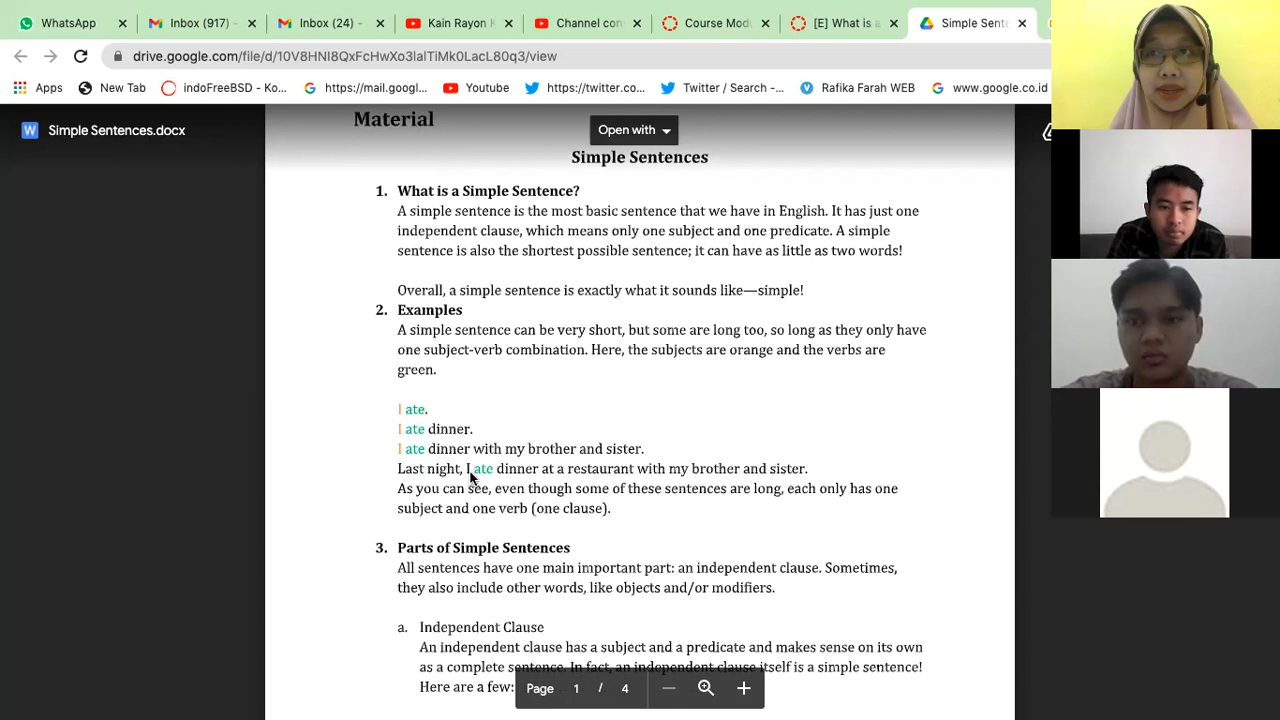 WhatsApp
Inbox (917) -
Inbox (24) -
Kain Rayon K
Channel con
Course Mod
[E] What is a
Simple Sent
drive.google.com/file/d/10V8HNI8QxFcHwXo3lalTiMk0LacL80q3/view
Apps
New Tab
indoFreeBSD - Ko...
https://mail.googl...
Youtube
https://twitter.co...
Twitter / Search -...
Rafika Farah WEB
www.google.co.id
W
Simple Sentences.docx
Open with
Material
Simple Sentences
1. What is a Simple Sentence?
A simple sentence is the most basic sentence that we have in English. It has just one
independent clause, which means only one subject and one predicate. A simple
sentence is also the shortest possible sentence; it can have as little as two words!
Overall, a simple sentence is exactly what it sounds like—simple!
2. Examples
A simple sentence can be very short, but some are long too, so long as they only have
one subject-verb combination. Here, the subjects are orange and the verbs are
green.
I ate.
I ate dinner.
I ate dinner with my brother and sister.
Last night, I ate dinner at a restaurant with my brother and sister.
As you can see, even though some of these sentences are long, each only has one
subject and one verb (one clause).
3. Parts of Simple Sentences
All sentences have one main important part: an independent clause. Sometimes,
they also include other words, like objects and/or modifiers.
a. Independent Clause
An independent clause has a subject and a predicate and makes sense on its own
as a complete sentence. In fact, an independent clause itself is a simple sentence!
Here are a few:
Page 1 / 4